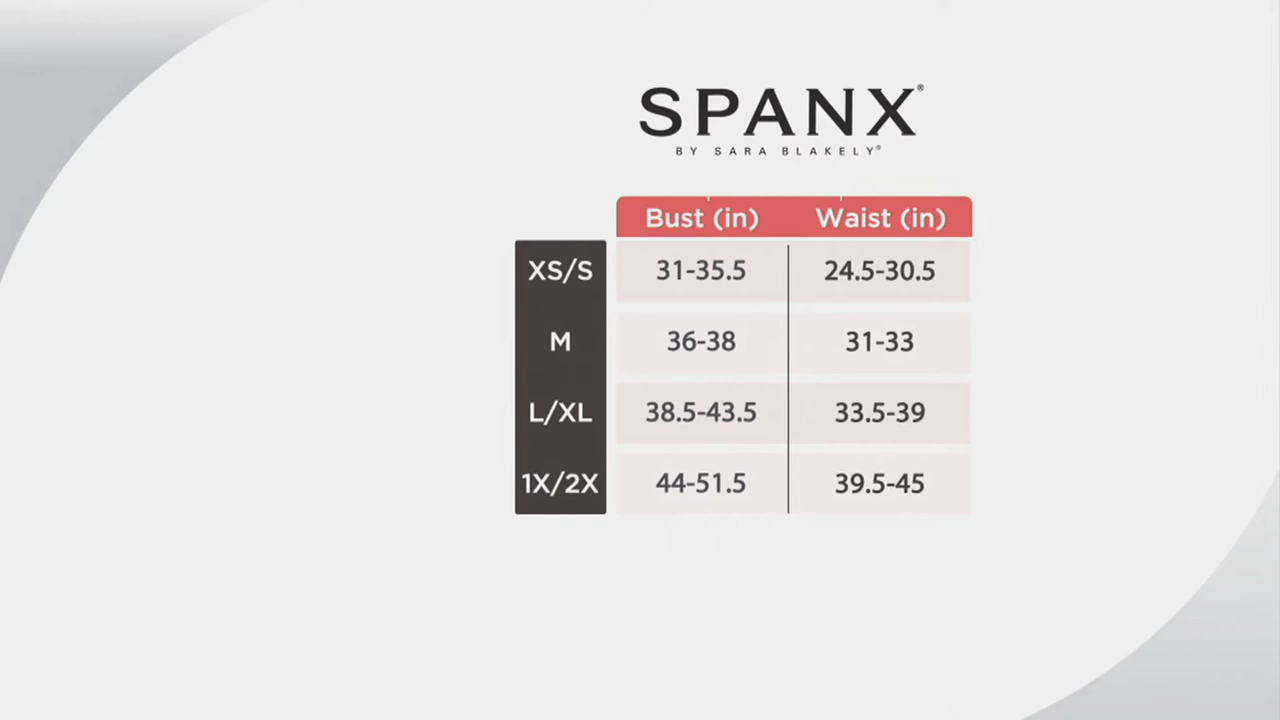 SPANX®
BY SARA BLAKELY®
Bust (in) Waist (in)
XS/S 31-35.5 24.5-30.5
M 36-38 31-33
L/XL 38.5-43.5 33.5-39
1X/2X 44-51.5 39.5-45